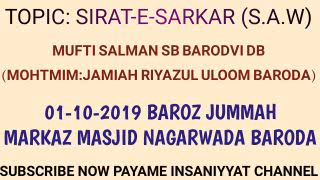 TOPIC: SIRAT-E-SARKAR (S.A.W)
MUFTI SALMAN SB BARODVI DB
(MOHTMIM:JAMIAH RIYAZUL ULOOM BARODA)
01-10-2019 BAROZ JUMMAH
MARKAZ MASJID NAGARWADA BARODA
SUBSCRIBE NOW PAYAME INSANIYYAT CHANNEL